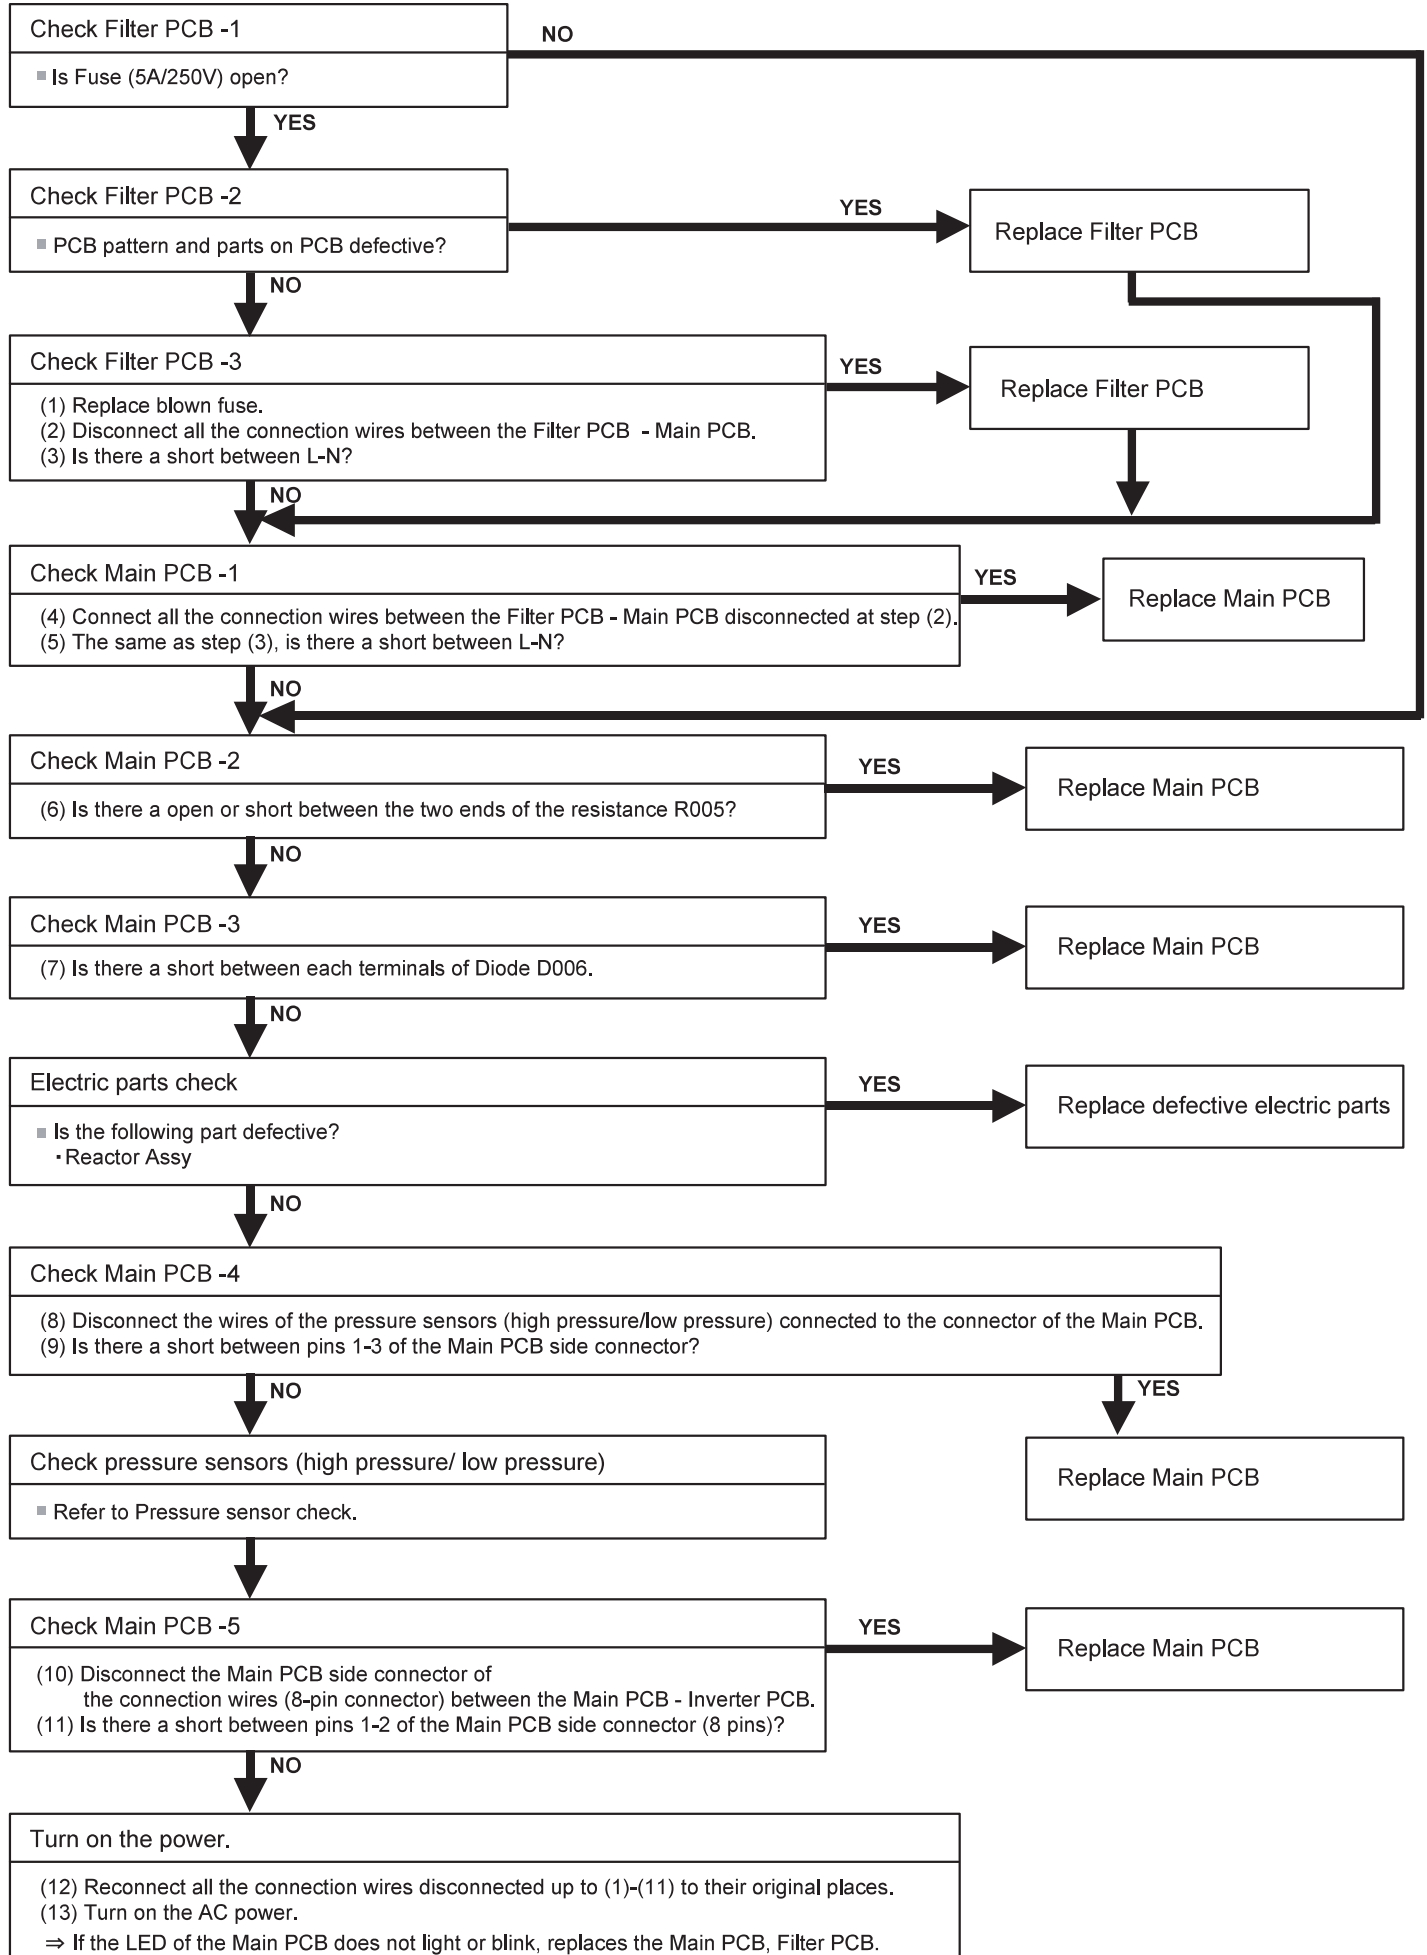 Check Filter PCB -1
NO
▪ Is Fuse (5A/250V) open?
YES
Check Filter PCB -2
YES
Replace Filter PCB
▪ PCB pattern and parts on PCB defective?
NO
Check Filter PCB -3
YES
Replace Filter PCB
(1) Replace blown fuse.
(2) Disconnect all the connection wires between the Filter PCB - Main PCB.
(3) Is there a short between L-N?
NO
Check Main PCB -1
YES
Replace Main PCB
(4) Connect all the connection wires between the Filter PCB - Main PCB disconnected at step (2).
(5) The same as step (3), is there a short between L-N?
NO
Check Main PCB -2
YES
Replace Main PCB
(6) Is there a open or short between the two ends of the resistance R005?
NO
Check Main PCB -3
YES
Replace Main PCB
(7) Is there a short between each terminals of Diode D006.
NO
Electric parts check
YES
Replace defective electric parts
▪ Is the following part defective?
・Reactor Assy
NO
Check Main PCB -4
(8) Disconnect the wires of the pressure sensors (high pressure/low pressure) connected to the connector of the Main PCB.
(9) Is there a short between pins 1-3 of the Main PCB side connector?
NO
YES
Check pressure sensors (high pressure/ low pressure)
Replace Main PCB
▪ Refer to Pressure sensor check.
Check Main PCB -5
YES
Replace Main PCB
(10) Disconnect the Main PCB side connector of
the connection wires (8-pin connector) between the Main PCB - Inverter PCB.
(11) Is there a short between pins 1-2 of the Main PCB side connector (8 pins)?
NO
Turn on the power.
(12) Reconnect all the connection wires disconnected up to (1)-(11) to their original places.
(13) Turn on the AC power.
⇒ If the LED of the Main PCB does not light or blink, replaces the Main PCB, Filter PCB.